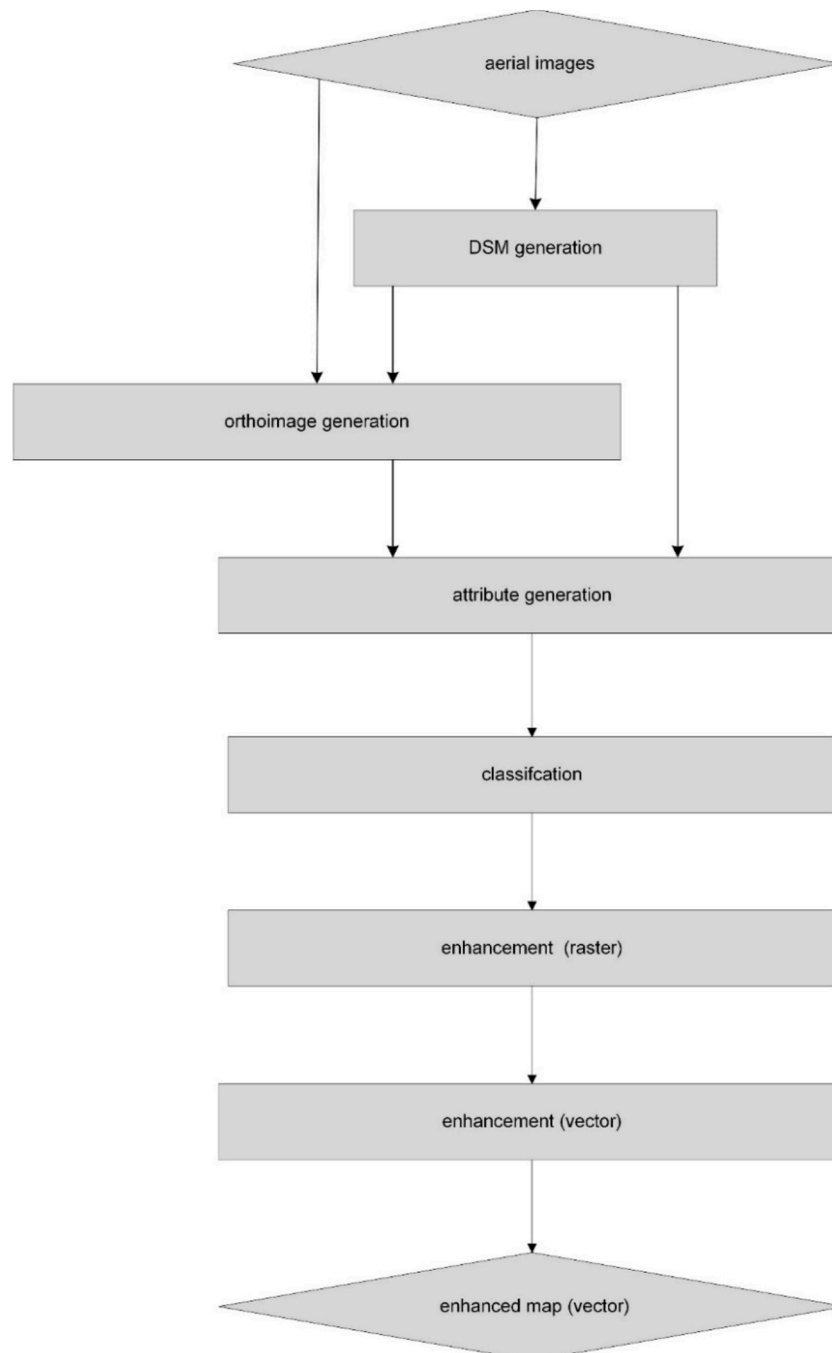 aerial images
DSM generation
orthoimage generation
attribute generation
classifcation
enhancement (raster)
enhancement (vector)
enhanced map (vector)